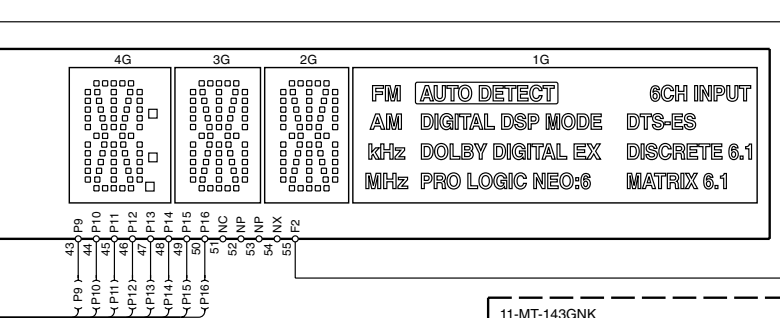 4G 3G 2G 1G
FM AUTO DETECT 6CH INPUT
AM DIGITAL DSP MODE DTS-ES
kHz DOLBY DIGITAL EX DISCRETE 6.1
MHz PRO LOGIC NEO:6 MATRIX 6.1
P9 P10 P11 P12 P13 P14 P15 P16 NC NP NP NX F2
43 44 45 46 47 48 49 50 51 52 53 54 55
(P9) (P10) (P11) (P12) (P13) (P14) (P15) (P16)
11-MT-143GNK